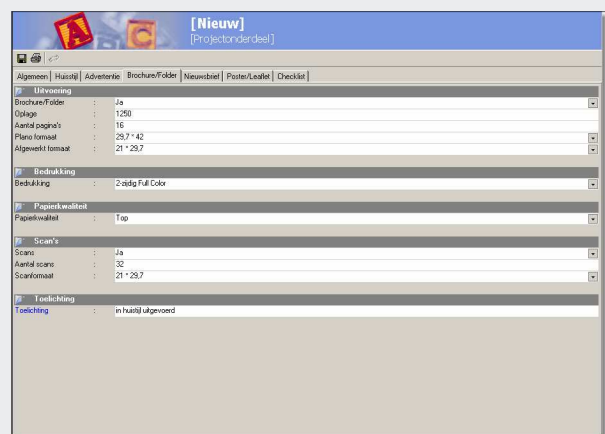 [Nieuw]
[Projectonderdeel]
Algemeen Huisstijl Advertentie Brochure/Folder Nieuwsbrief Poster/Leaflet Checklist
Uitvoering
Brochure/Folder : Ja
Oplage : 1250
Aantal pagina's : 16
Plano formaat : 29,7 * 42
Afgewerkt formaat : 21 * 29,7
Bedrukking
Bedrukking : 2-zijdig Full Color
Papierkwaliteit
Papierkwaliteit : Top
Scan's
Scans : Ja
Aantal scans : 32
Scanformaat : 21 * 29,7
Toelichting
Toelichting : in huistijl uitgevoerd